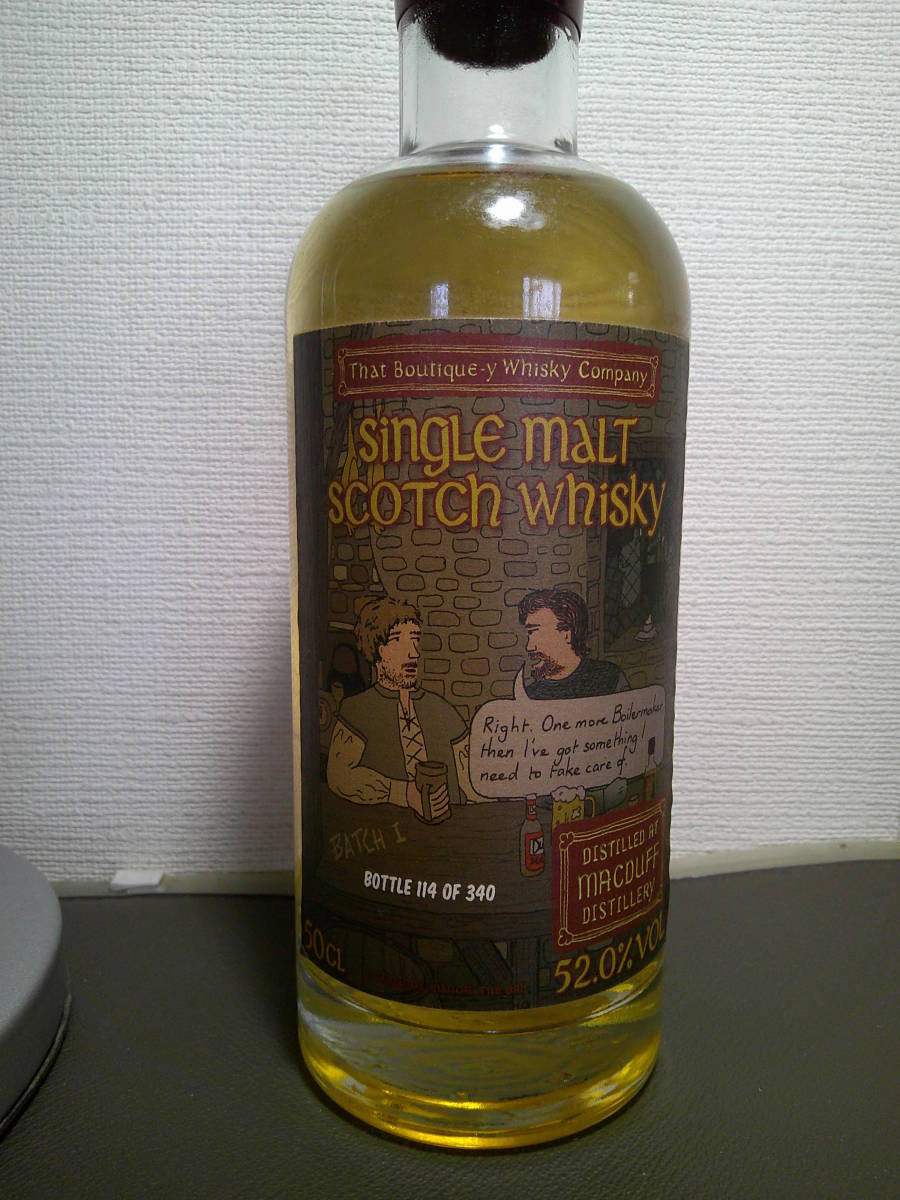 That Boutique-y Whisky Company
Single Malt
Scotch Whisky
Right. One more Boilermaker
then I've got something I
need to take care of.
BATCH 1
BOTTLE 114 OF 340
DISTILLED AT
MACDUFF
DISTILLERY
50CL
52.0% VOL